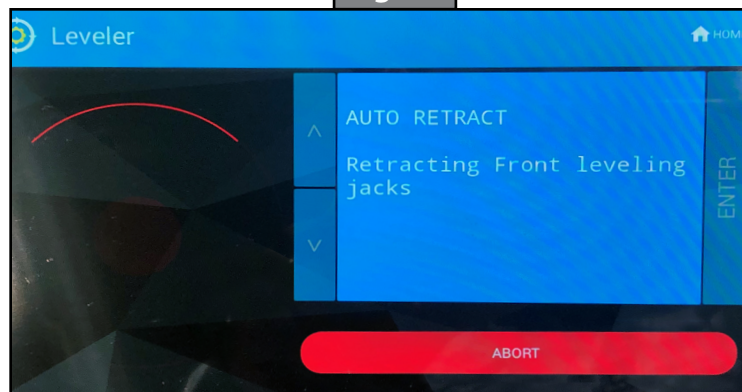 Leveler
HOME
AUTO RETRACT
Retracting Front leveling
jacks
ENTER
ABORT